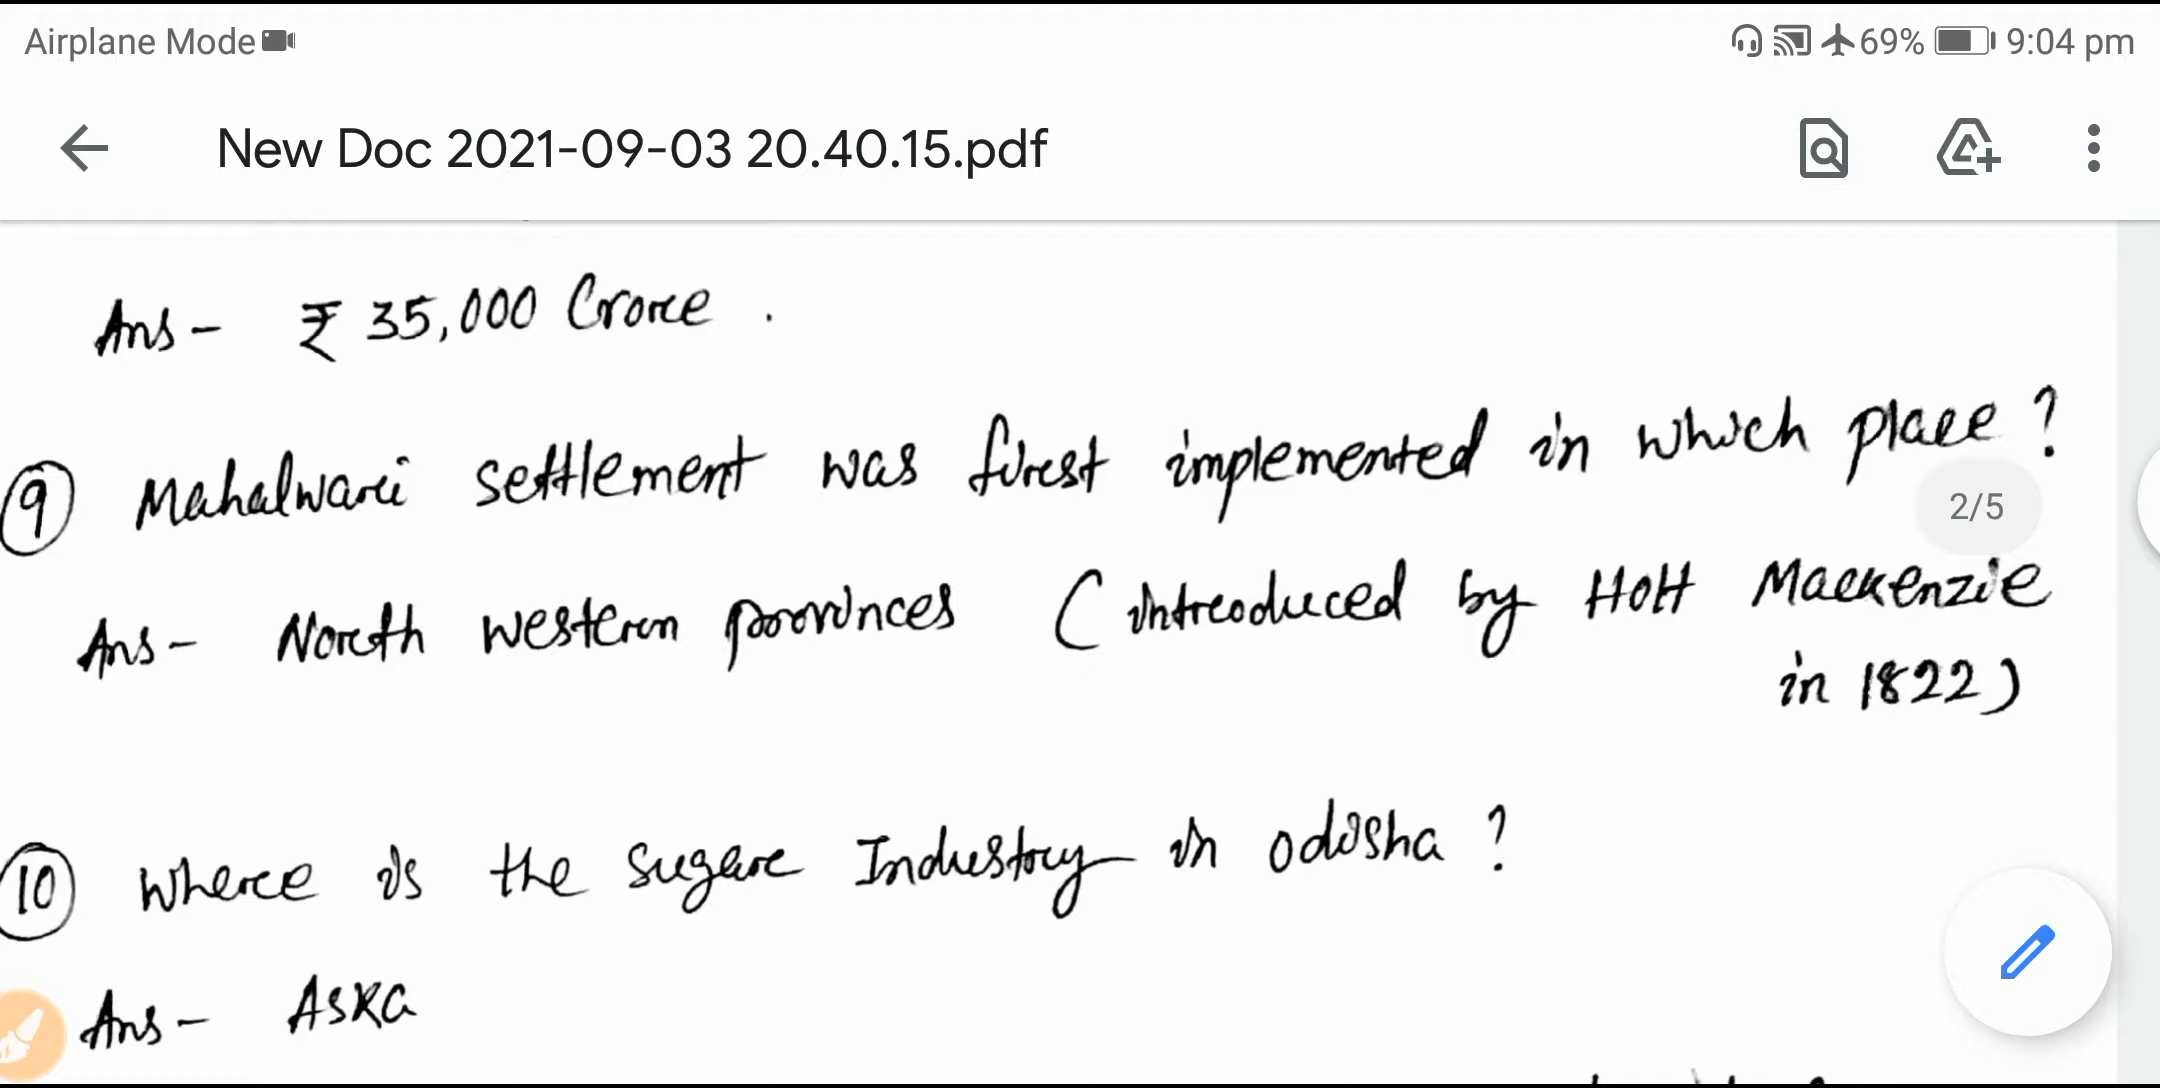 Airplane Mode 69% 9:04 pm
New Doc 2021-09-03 20.40.15.pdf
Ans - ₹ 35,000 Crore .
9 Mahalwari settlement was first implemented in which place ?
2/5
Ans - North western provinces ( introduced by Holt Mackenzie
in 1822)
10 Where is the sugar Industry in odisha ?
Ans - Aska